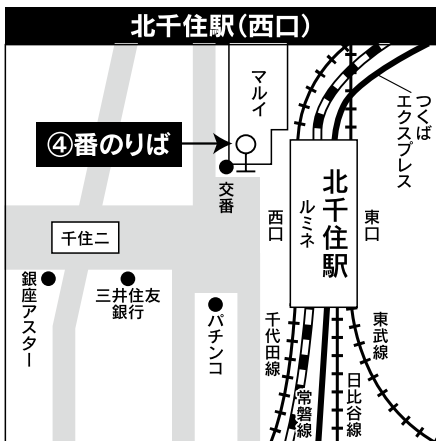 北千住駅（西口）
マルイ
つくば
エクスプレス
④番のりば
交番
西口
ルミネ
北千住駅
東口
千住二
銀座アスター
三井住友
銀行
パチンコ
千代田線
常磐線
日比谷線
東武線